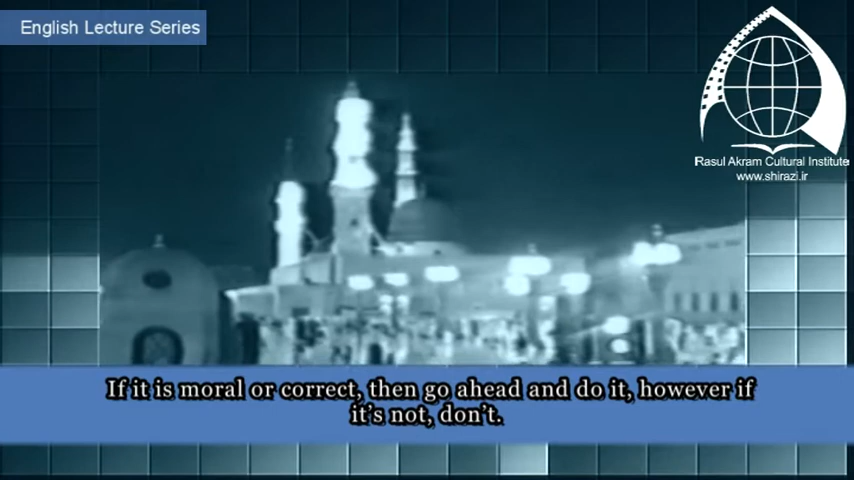 English Lecture Series
Rasul Akram Cultural Institute
www.shirazi.ir
If it is moral or correct, then go ahead and do it, however if
it's not, don't.